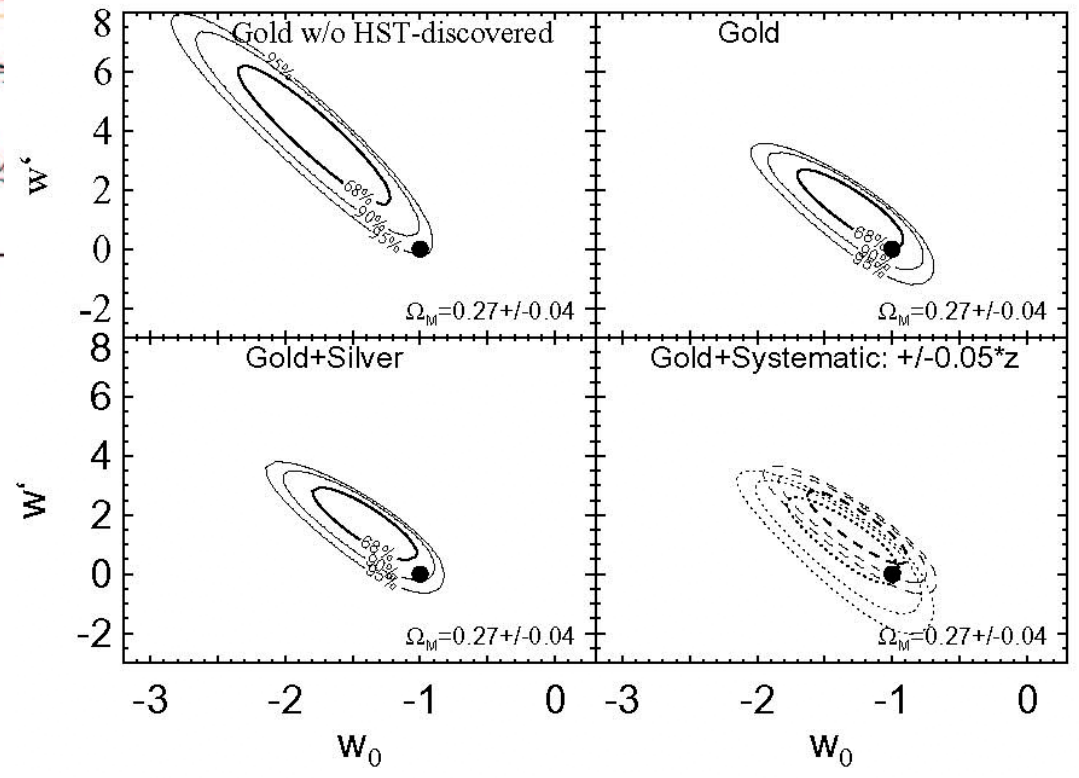 8
Gold w/o HST-discovered
Gold
6
95%
4
w‘
2
68%
68%
90%
90%
95%
95%
0
-2
Ω_M=0.27+/-0.04
Ω_M=0.27+/-0.04
8
Gold+Silver
Gold+Systematic: +/-0.05*z
6
4
w‘
2
68%
90%
95%
0
-2
Ω_M=0.27+/-0.04
Ω_M=0.27+/-0.04
-3 -2 -1 0 -3 -2 -1 0
w₀ w₀